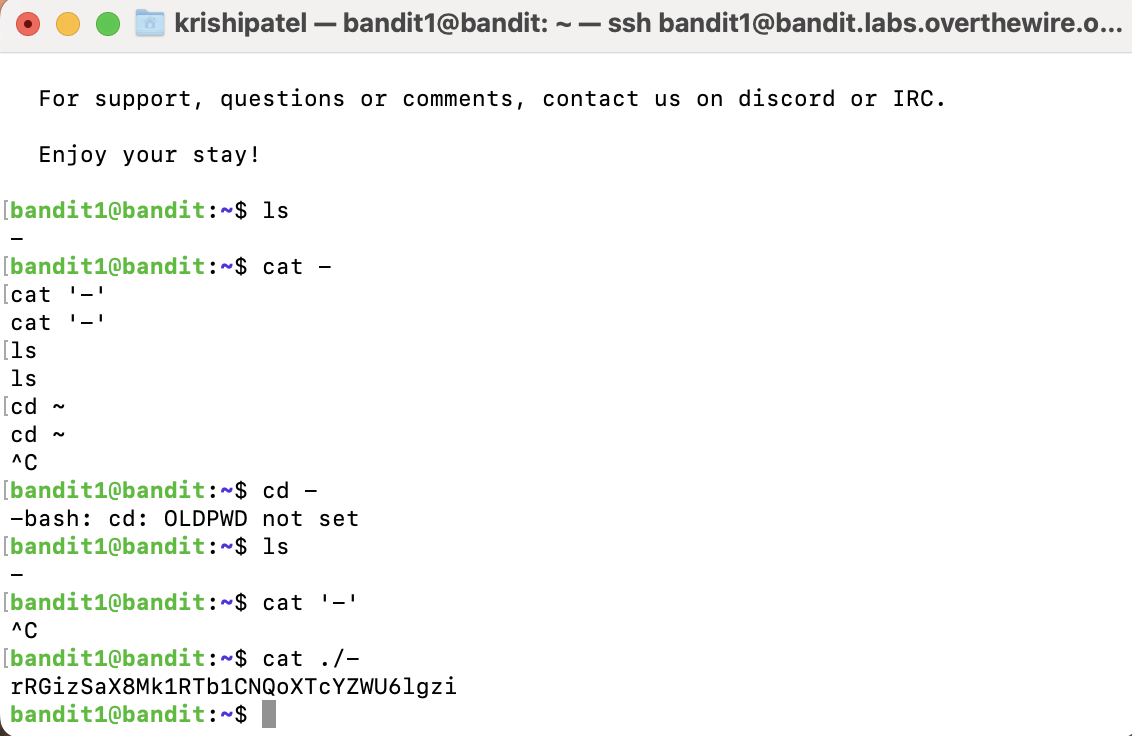 krishipatel — bandit1@bandit: ~ — ssh bandit1@bandit.labs.overthewire.o...
For support, questions or comments, contact us on discord or IRC.
Enjoy your stay!
[bandit1@bandit:~$ ls
-
[bandit1@bandit:~$ cat -
[cat '-'
cat '-'
[ls
ls
[cd ~
cd ~
^C
[bandit1@bandit:~$ cd -
-bash: cd: OLDPWD not set
[bandit1@bandit:~$ ls
-
[bandit1@bandit:~$ cat '-'
^C
[bandit1@bandit:~$ cat ./-
rRGizSaX8Mk1RTb1CNQoXTcYZWU6lgzi
bandit1@bandit:~$